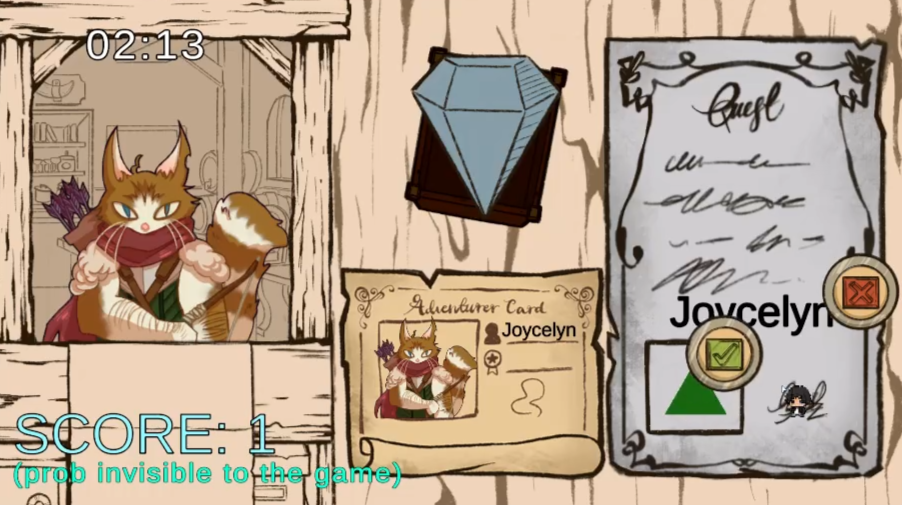 02:13
Quest
Adventurer Card
Joycelyn
Joycelyn
SCORE: 1
(prob invisible to the game)